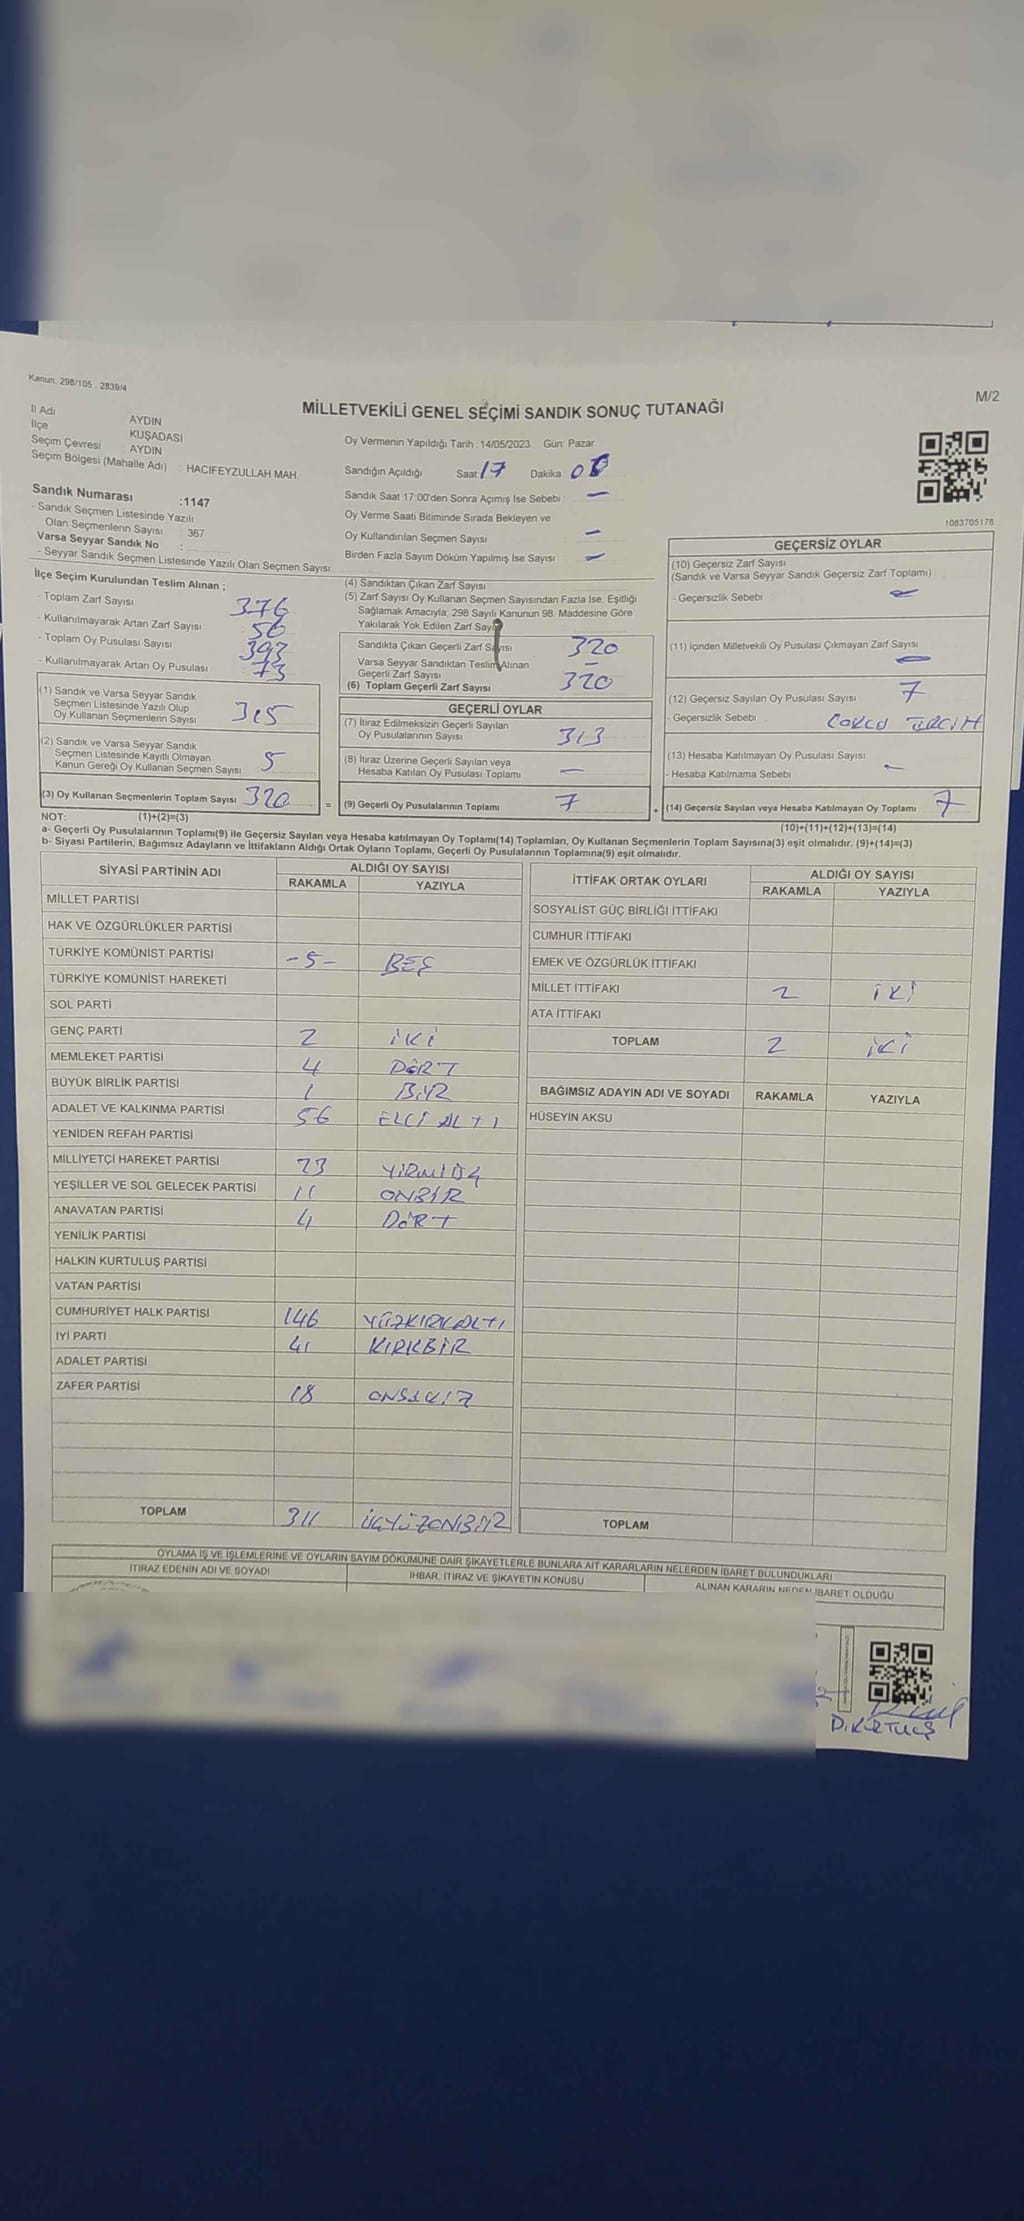 Kanun: 298/105 , 2839/4
M/2
MİLLETVEKİLİ GENEL SEÇİMİ SANDIK SONUÇ TUTANAĞI
İl Adı AYDIN
İlçe KUŞADASI
Seçim Çevresi AYDIN
Seçim Bölgesi (Mahalle Adı) : HACIFEYZULLAH MAH.
Sandık Numarası :1147
- Sandık Seçmen Listesinde Yazılı
Olan Seçmenlerin Sayısı : 367
Varsa Seyyar Sandık No :
- Seyyar Sandık Seçmen Listesinde Yazılı Olan Seçmen Sayısı:
Oy Vermenin Yapıldığı Tarih :14/05/2023 Gün: Pazar
Sandığın Açıldığı Saat: 17 Dakika:
Sandık Saat 17:00'den Sonra Açımış İse Sebebi : —
Oy Verme Saati Bitiminde Sırada Bekleyen ve
Oy Kullandırılan Seçmen Sayısı —
Birden Fazla Sayım Döküm Yapılmış İse Sayısı —
1083705178
İlçe Seçim Kurulundan Teslim Alınan ;
- Toplam Zarf Sayısı : 376
- Kullanılmayarak Artan Zarf Sayısı : 56
- Toplam Oy Pusulası Sayısı : 393
- Kullanılmayarak Artan Oy Pusulası : 73
(1) Sandık ve Varsa Seyyar Sandık
Seçmen Listesinde Yazılı Olup
Oy Kullanan Seçmenlerin Sayısı 315
(2) Sandık ve Varsa Seyyar Sandık
Seçmen Listesinde Kayıtlı Olmayan
Kanun Gereği Oy Kullanan Seçmen Sayısı 5
(3) Oy Kullanan Seçmenlerin Toplam Sayısı 320
(4) Sandıktan Çıkan Zarf Sayısı
(5) Zarf Sayısı Oy Kullanan Seçmen Sayısından Fazla İse, Eşitliği
Sağlamak Amacıyla, 298 Sayılı Kanunun 98. Maddesine Göre
Yakılarak Yok Edilen Zarf Sayısı
Sandıkta Çıkan Geçerli Zarf Sayısı 320
Varsa Seyyar Sandıktan Teslim Alınan
Geçerli Zarf Sayısı —
(6) Toplam Geçerli Zarf Sayısı 320
GEÇERLİ OYLAR
(7) İtiraz Edilmeksizin Geçerli Sayılan
Oy Pusulalarının Sayısı 313
(8) İtiraz Üzerine Geçerli Sayılan veya
Hesaba Katılan Oy Pusulası Toplamı —
= (9) Geçerli Oy Pusulalarının Toplamı 7
GEÇERSİZ OYLAR
(10) Geçersiz Zarf Sayısı
(Sandık ve Varsa Seyyar Sandık Geçersiz Zarf Toplamı)
- Geçersizlik Sebebi —
(11) İçinden Milletvekili Oy Pusulası Çıkmayan Zarf Sayısı —
(12) Geçersiz Sayılan Oy Pusulası Sayısı 7
- Geçersizlik Sebebi
(13) Hesaba Katılmayan Oy Pusulası Sayısı —
- Hesaba Katılmama Sebebi
+ (14) Geçersiz Sayılan veya Hesaba Katılmayan Oy Toplamı 7
NOT: (1)+(2)=(3) (10)+(11)+(12)+(13)=(14)
a- Geçerli Oy Pusulalarının Toplamı(9) ile Geçersiz Sayılan veya Hesaba katılmayan Oy Toplamı(14) Toplamları, Oy Kullanan Seçmenlerin Toplam Sayısına(3) eşit olmalıdır. (9)+(14)=(3)
b- Siyasi Partilerin, Bağımsız Adayların ve İttifakların Aldığı Ortak Oyların Toplamı, Geçerli Oy Pusulalarının Toplamına(9) eşit olmalıdır.
SİYASİ PARTİNİN ADI ALDIĞI OY SAYISI
RAKAMLA YAZIYLA
MİLLET PARTİSİ
HAK VE ÖZGÜRLÜKLER PARTİSİ
TÜRKİYE KOMÜNİST PARTİSİ -5- BEŞ
TÜRKİYE KOMÜNİST HAREKETİ
SOL PARTİ
GENÇ PARTİ 2 İKİ
MEMLEKET PARTİSİ 4 DÖRT
BÜYÜK BİRLİK PARTİSİ 1 BİR
ADALET VE KALKINMA PARTİSİ 56 ELLİ ALTI
YENİDEN REFAH PARTİSİ
MİLLİYETÇİ HAREKET PARTİSİ 23 YİRMİ ÜÇ
YEŞİLLER VE SOL GELECEK PARTİSİ 11 ONBİR
ANAVATAN PARTİSİ 4 DÖRT
YENİLİK PARTİSİ
HALKIN KURTULUŞ PARTİSİ
VATAN PARTİSİ
CUMHURİYET HALK PARTİSİ 146 YÜZKIRKALTI
İYİ PARTİ 41 KIRKBİR
ADALET PARTİSİ
ZAFER PARTİSİ 18 ONSEKİZ
TOPLAM 311 ÜÇYÜZONBİR
İTTİFAK ORTAK OYLARI ALDIĞI OY SAYISI
RAKAMLA YAZIYLA
SOSYALİST GÜÇ BİRLİĞİ İTTİFAKI
CUMHUR İTTİFAKI
EMEK VE ÖZGÜRLÜK İTTİFAKI
MİLLET İTTİFAKI 2 İKİ
ATA İTTİFAKI
TOPLAM 2 İKİ
BAĞIMSIZ ADAYIN ADI VE SOYADI RAKAMLA YAZIYLA
HÜSEYİN AKSU
TOPLAM
OYLAMA İŞ VE İŞLEMLERİNE VE OYLARIN SAYIM DÖKÜMÜNE DAİR ŞİKAYETLERLE BUNLARA AİT KARARLARIN NELERDEN İBARET BULUNDUKLARI
İTİRAZ EDENİN ADI VE SOYADI
İHBAR, İTİRAZ VE ŞİKAYETİN KONUSU
ALINAN KARARIN NEDEN İBARET OLDUĞU